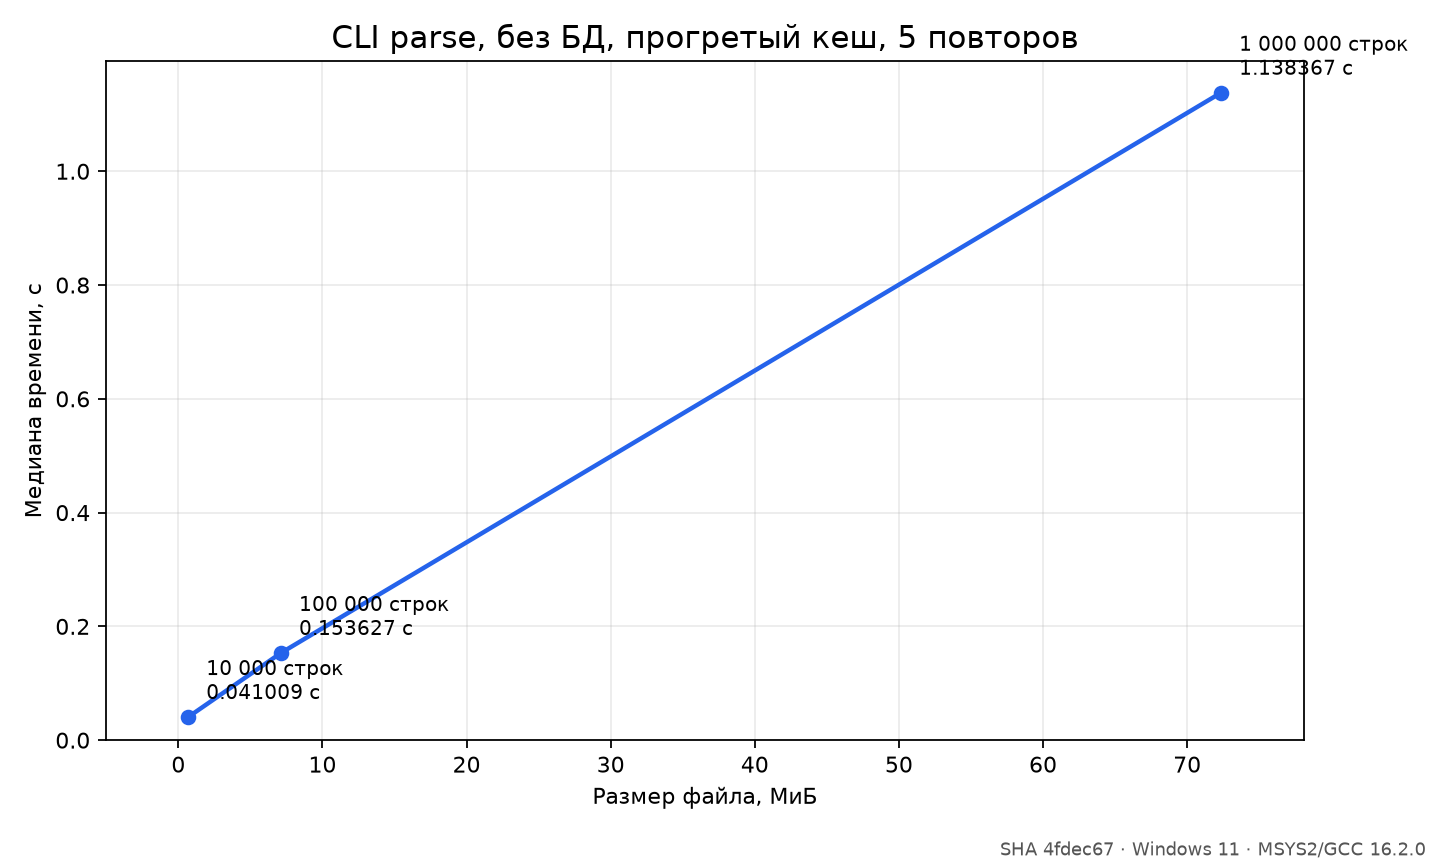 CLI parse, без БД, прогретый кеш, 5 повторов
1 000 000 строк
1.138367 с
1.0
0.8
0.6
0.4
0.2
0.0
Медиана времени, с
100 000 строк
0.153627 с
10 000 строк
0.041009 с
0 10 20 30 40 50 60 70
Размер файла, МиБ
SHA 4fdec67 · Windows 11 · MSYS2/GCC 16.2.0